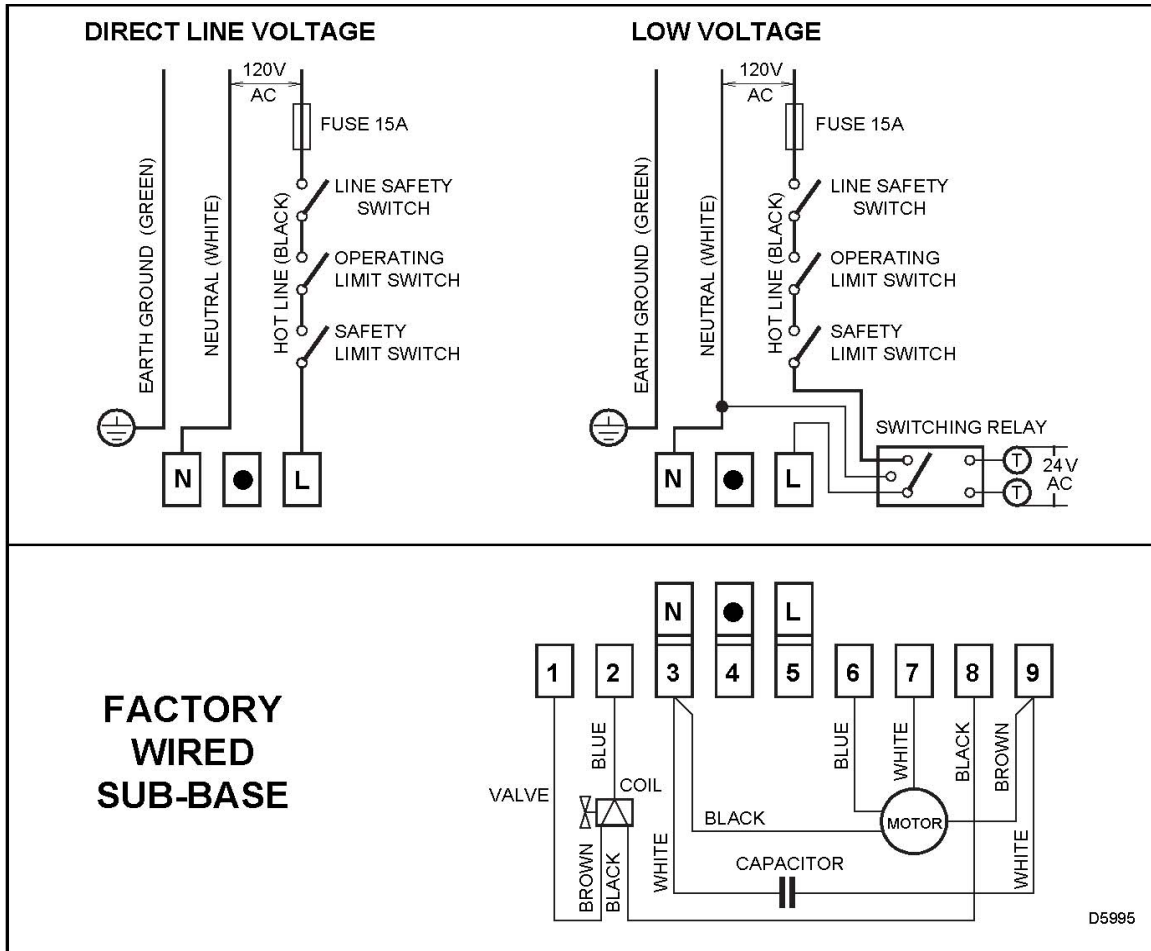 DIRECT LINE VOLTAGE
120V
AC
FUSE 15A
LINE SAFETY
SWITCH
OPERATING
LIMIT SWITCH
SAFETY
LIMIT SWITCH
EARTH GROUND (GREEN)
NEUTRAL (WHITE)
HOT LINE (BLACK)
N
L
LOW VOLTAGE
120V
AC
FUSE 15A
LINE SAFETY
SWITCH
OPERATING
LIMIT SWITCH
SAFETY
LIMIT SWITCH
EARTH GROUND (GREEN)
NEUTRAL (WHITE)
HOT LINE (BLACK)
SWITCHING RELAY
T
T
24V
AC
N
L
FACTORY
WIRED
SUB-BASE
N
L
1
2
3
4
5
6
7
8
9
BLUE
BLUE
WHITE
BLACK
BROWN
VALVE
COIL
BLACK
MOTOR
BROWN
BLACK
WHITE
CAPACITOR
WHITE
D5995